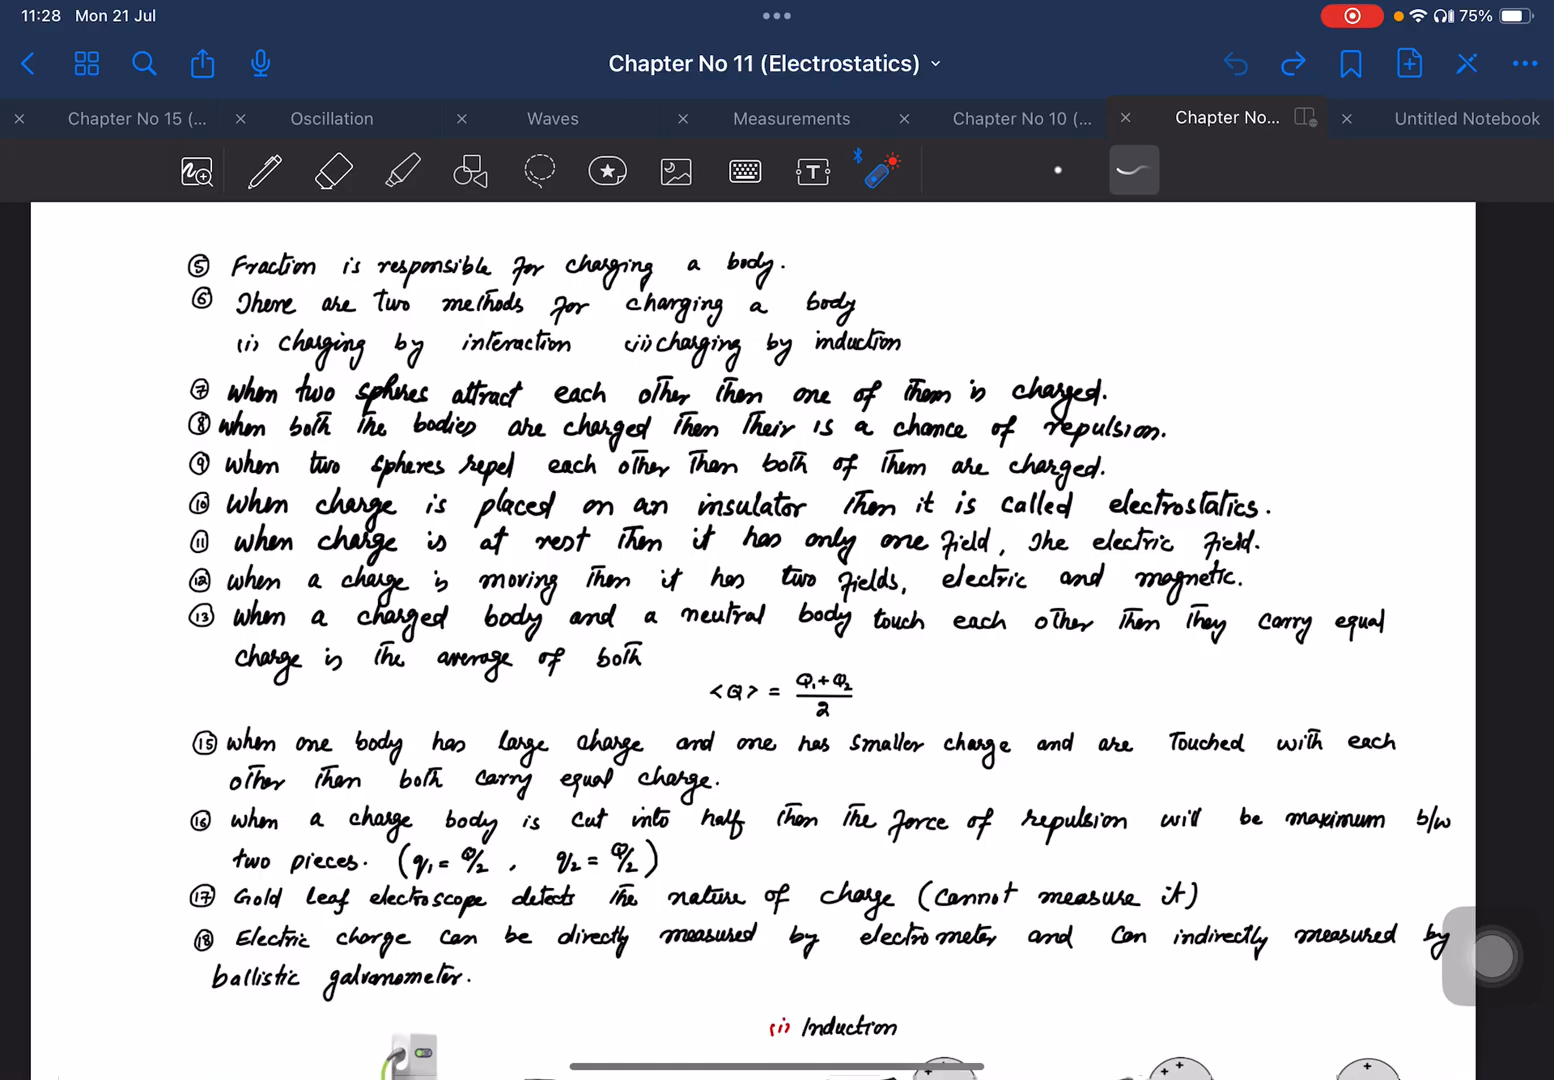 11:28 Mon 21 Jul
75%
Chapter No 11 (Electrostatics)
Chapter No 15 (...
Oscillation
Waves
Measurements
Chapter No 10 (...
Chapter No...
Untitled Notebook
T
⑤ Fraction is responsible for charging a body.
⑥ There are two methods for charging a body
(i) charging by interaction (ii) charging by induction
⑦ when two spheres attract each other then one of them is charged.
⑧ when both the bodies are charged then their is a chance of repulsion.
⑨ when two spheres repel each other then both of them are charged.
⑩ when charge is placed on an insulator then it is called electrostatics.
⑪ when charge is at rest then it has only one field, the electric field.
⑫ when a charge is moving then it has two fields, electric and magnetic.
⑬ when a charged body and a neutral body touch each other then they carry equal
charge is the average of both
<Q> = Q₁+Q₂/2
⑮ when one body has large charge and one has smaller charge and are Touched with each
other then both carry equal charge.
⑯ when a charge body is cut into half then the force of repulsion will be maximum b/w
two pieces. (q₁ = Q/2 , q₂ = Q/2)
⑰ Gold leaf electroscope detects the nature of charge (cannot measure it)
⑱ Electric charge can be directly measured by electrometer and can indirectly measured by
ballistic galvanometer.
(i) Induction